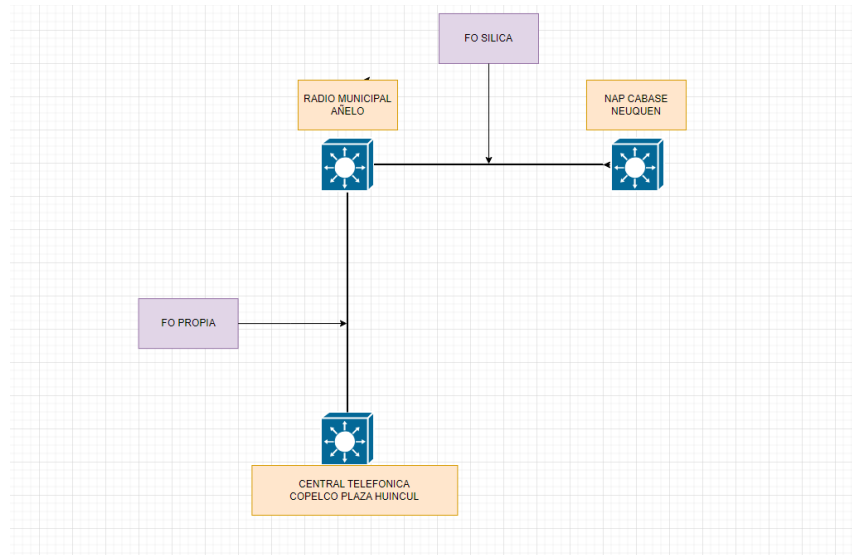 FO SILICA
RADIO MUNICIPAL
AÑELO
NAP CABASE
NEUQUEN
FO PROPIA
CENTRAL TELEFONICA
COPELCO PLAZA HUINCUL